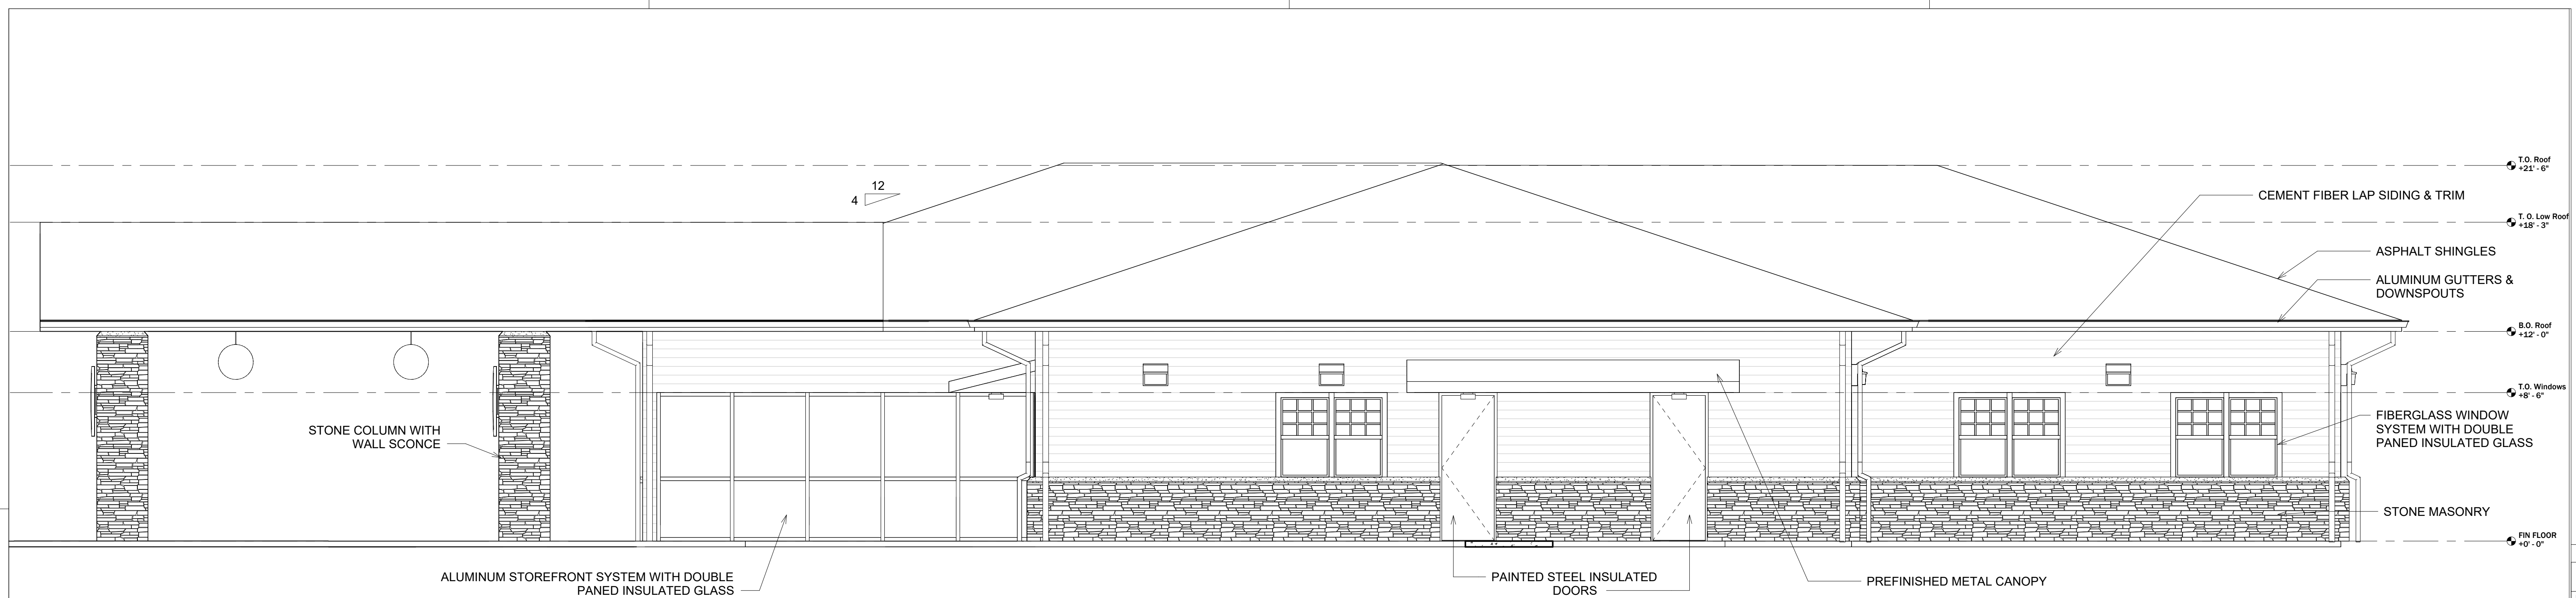 T.O. Roof
+21' - 6"
12
4
CEMENT FIBER LAP SIDING & TRIM
T. O. Low Roof
+18' - 3"
ASPHALT SHINGLES
ALUMINUM GUTTERS &
DOWNSPOUTS
B.O. Roof
+12' - 0"
T.O. Windows
+8' - 6"
STONE COLUMN WITH
WALL SCONCE
FIBERGLASS WINDOW
SYSTEM WITH DOUBLE
PANED INSULATED GLASS
STONE MASONRY
FIN FLOOR
+0' - 0"
ALUMINUM STOREFRONT SYSTEM WITH DOUBLE
PANED INSULATED GLASS
PAINTED STEEL INSULATED
DOORS
PREFINISHED METAL CANOPY